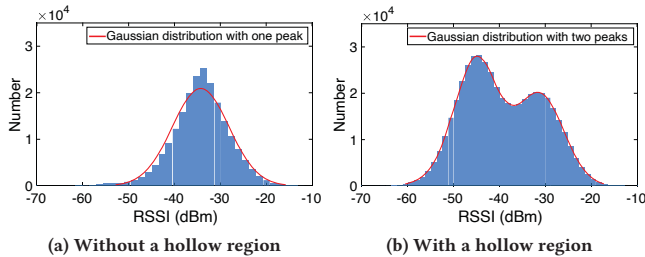 ×10⁴
Gaussian distribution with one peak
Number
3
2
1
0
-70 -60 -50 -40 -30 -20 -10
RSSI (dBm)
(a) Without a hollow region
×10⁴
Gaussian distribution with two peaks
Number
3
2
1
0
-70 -60 -50 -40 -30 -20 -10
RSSI (dBm)
(b) With a hollow region